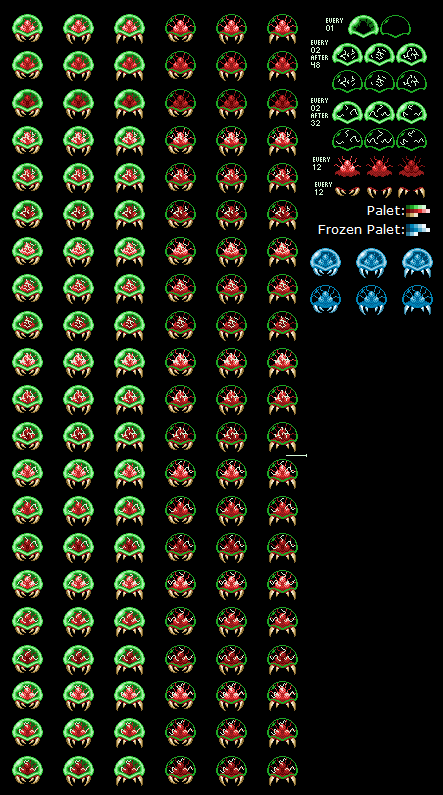 EVERY
01
EVERY
02
AFTER
48
EVERY
02
AFTER
32
EVERY
12
EVERY
12
Palet:
Frozen Palet: